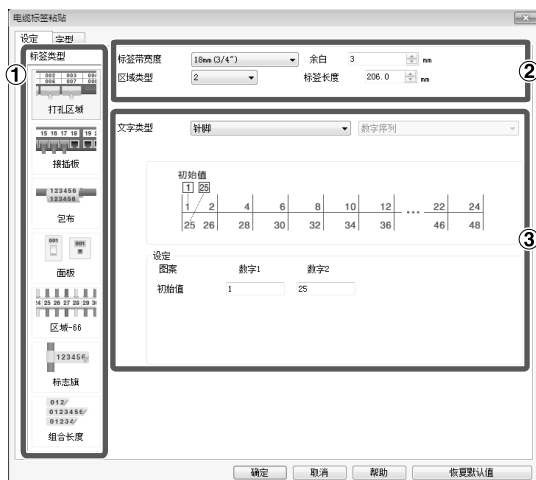 电缆标签粘贴
设定 字型
标签类型
①
002 003 004
006 007 008
打孔区域
15 16 17 18 19 2
接插板
123456
123456
包布
001 001
面板
24 25 26 27 28 29 3
区域-66
123456
标志旗
012
0123456
01234
组合长度
标签带宽度 18mm (3/4") 余白 3 mm
区域类型 2 标签长度 206.0 mm
②
文字类型 针脚 数字序列
初始值
1 25
1 2 4 6 8 10 12 ... 22 24
25 26 28 30 32 34 36 46 48
③
设定
图案 数字1 数字2
初始值 1 25
确定 取消 帮助 恢复默认值